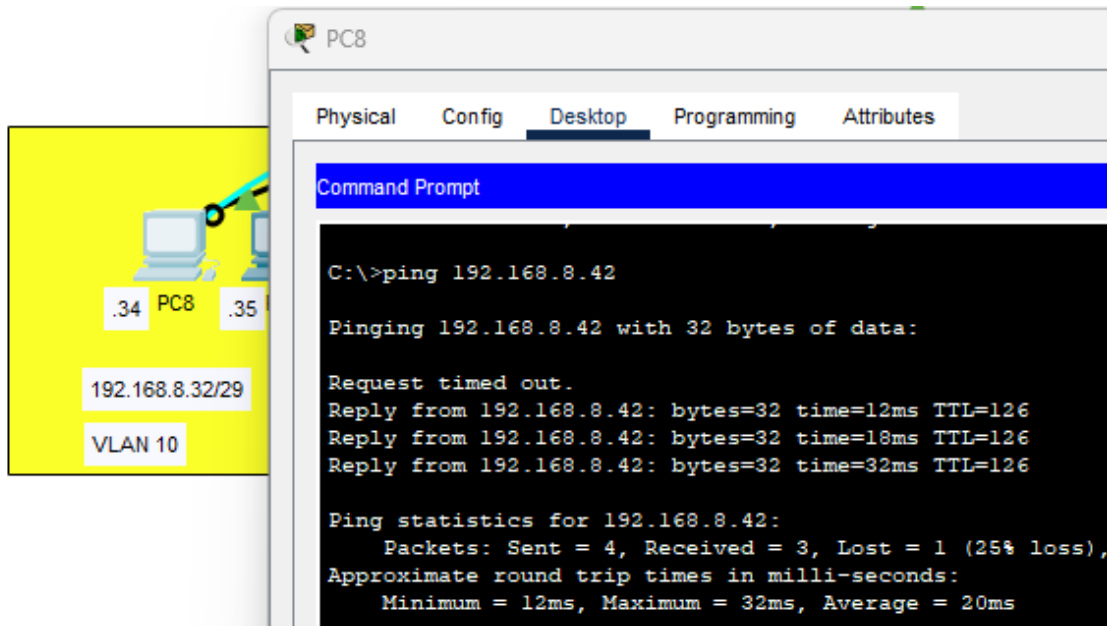 PC8
Physical Config Desktop Programming Attributes
Command Prompt
C:\>ping 192.168.8.42
Pinging 192.168.8.42 with 32 bytes of data:
Request timed out.
Reply from 192.168.8.42: bytes=32 time=12ms TTL=126
Reply from 192.168.8.42: bytes=32 time=18ms TTL=126
Reply from 192.168.8.42: bytes=32 time=32ms TTL=126
Ping statistics for 192.168.8.42:
Packets: Sent = 4, Received = 3, Lost = 1 (25% loss),
Approximate round trip times in milli-seconds:
Minimum = 12ms, Maximum = 32ms, Average = 20ms
.34 PC8 .35
192.168.8.32/29
VLAN 10